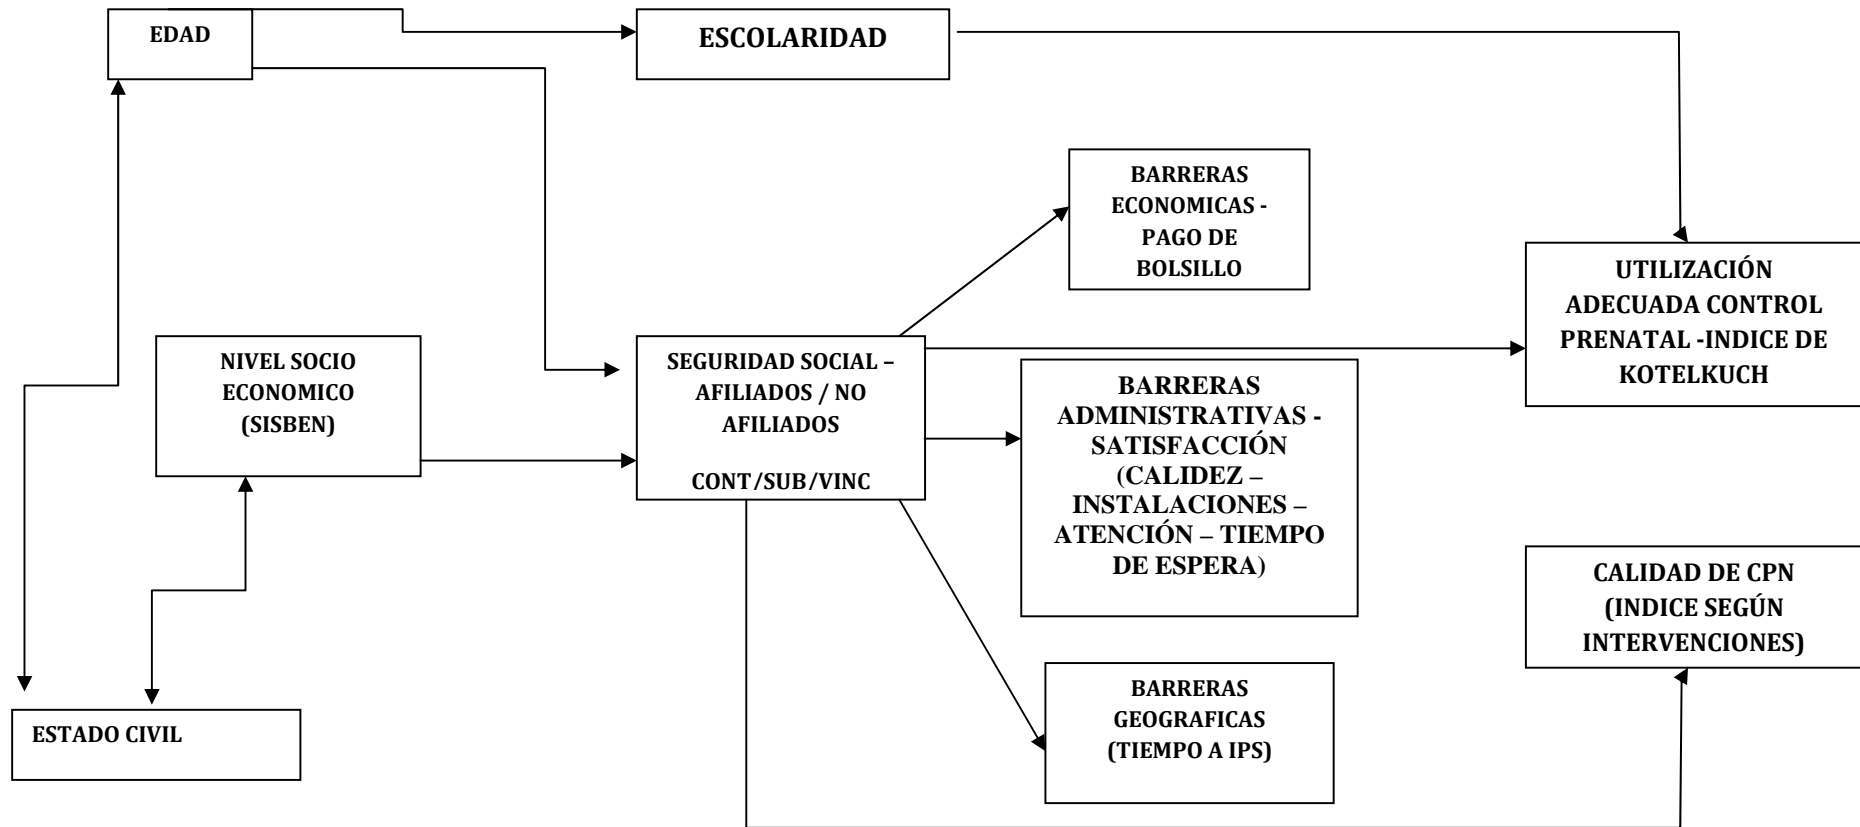 EDAD
ESCOLARIDAD
BARRERAS
ECONOMICAS -
PAGO DE
BOLSILLO
UTILIZACIÓN
ADECUADA CONTROL
PRENATAL -INDICE DE
KOTELKUCH
NIVEL SOCIO
ECONOMICO
(SISBEN)
SEGURIDAD SOCIAL –
AFILIADOS / NO
AFILIADOS
CONT/SUB/VINC
BARRERAS
ADMINISTRATIVAS -
SATISFACCIÓN
(CALIDEZ –
INSTALACIONES –
ATENCIÓN – TIEMPO
DE ESPERA)
CALIDAD DE CPN
(INDICE SEGÚN
INTERVENCIONES)
BARRERAS
GEOGRAFICAS
(TIEMPO A IPS)
ESTADO CIVIL